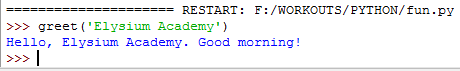 ===================== RESTART: F:/WORKOUTS/PYTHON/fun.py
>>> greet('Elysium Academy')
Hello, Elysium Academy. Good morning!
>>>